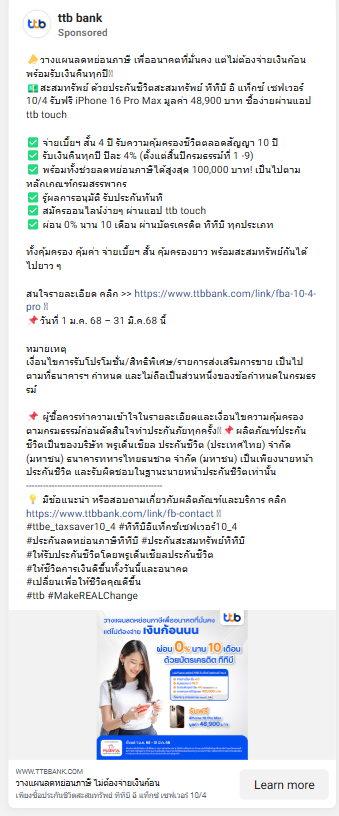 ttb bank
Sponsored
📣วางแผนลดหย่อนภาษี เพื่ออนาคตที่มั่นคง แต่ไม่ต้องจ่ายเงินก้อน
พร้อมรับเงินคืนทุกปี‼️
💵สะสมทรัพย์ ด้วยประกันชีวิตสะสมทรัพย์ ทีทีบี อี แท็กซ์ เซฟเวอร์
10/4 รับฟรี iPhone 16 Pro Max มูลค่า 48,900 บาท ซื้อง่ายผ่านแอป
ttb touch
✅ จ่ายเบี้ยฯ สั้น 4 ปี รับความคุ้มครองชีวิตตลอดสัญญา 10 ปี
✅ รับเงินคืนทุกปี ปีละ 4% (ตั้งแต่สิ้นปีกรมธรรม์ที่ 1 -9)
✅ พร้อมทั้งช่วยลดหย่อนภาษีได้สูงสุด 100,000 บาท! เป็นไปตาม
หลักเกณฑ์กรมสรรพากร
✅ รู้ผลการอนุมัติ รับประกันทันที
✅ สมัครออนไลน์ง่ายๆ ผ่านแอป ttb touch
✅ ผ่อน 0% นาน 10 เดือน ผ่านบัตรเครดิต ทีทีบี ทุกประเภท
ทั้งคุ้มครอง คุ้มค่า จ่ายเบี้ยฯ สั้น คุ้มครองยาว พร้อมสะสมทรัพย์กันได้
ไปยาว ๆ
สนใจรายละเอียด คลิก >> https://www.ttbbank.com/link/fba-10-4-
pro ‼️
📌วันที่ 1 ม.ค. 68 – 31 มี.ค.68 นี้
หมายเหตุ
เงื่อนไขการรับโปรโมชั่น/สิทธิพิเศษ/รายการส่งเสริมการขาย เป็นไป
ตามที่ธนาคารฯ กำหนด และไม่ถือเป็นส่วนหนึ่งของข้อกำหนดในกรมธร
รม์
📌 ผู้ซื้อควรทำความเข้าใจในรายละเอียดและเงื่อนไขความคุ้มครอง
ตามกรมธรรม์ก่อนตัดสินใจทำประกันภัยทุกครั้ง‼️📌ผลิตภัณฑ์ประกัน
ชีวิตเป็นของบริษัท พรูเด็นเชียล ประกันชีวิต (ประเทศไทย) จำกัด
(มหาชน) ธนาคารทหารไทยธนชาต จำกัด (มหาชน) เป็นเพียงนายหน้า
ประกันชีวิต และรับผิดชอบในฐานะนายหน้าประกันชีวิตเท่านั้น
----------------------------------------------
💡 มีข้อแนะนำ หรือสอบถามเกี่ยวกับผลิตภัณฑ์และบริการ คลิก
https://www.ttbbank.com/link/fb-contact ‼️
#ttbe_taxsaver10_4 #ทีทีบีอีแท็กซ์เซฟเวอร์10_4
#ประกันลดหย่อนภาษีทีทีบี #ประกันสะสมทรัพย์ทีทีบี
#ให้รับประกันชีวิตโดยพรูเด็นเชียลประกันชีวิต
#ให้ชีวิตการเงินดีขึ้นทั้งวันนี้และอนาคต
#เปลี่ยนเพื่อให้ชีวิตคุณดีขึ้น
#ttb #MakeREALChange
วางแผนลดหย่อนภาษีเพื่ออนาคตที่มั่นคง
แต่ไม่ต้องจ่าย เงินก้อนนน
ttb
ผ่อน 0% นาน 10 เดือน
ด้วยบัตรเครดิต ทีทีบี
รับฟรี
iPhone 16 Pro Max
มูลค่า 48,900 บาท
WWW.TTBBANK.COM
วางแผนลดหย่อนภาษี ไม่ต้องจ่ายเงินก้อน
เพียงซื้อประกันชีวิตสะสมทรัพย์ ทีทีบี อี แท็กซ์ เซฟเวอร์ 10/4
Learn more